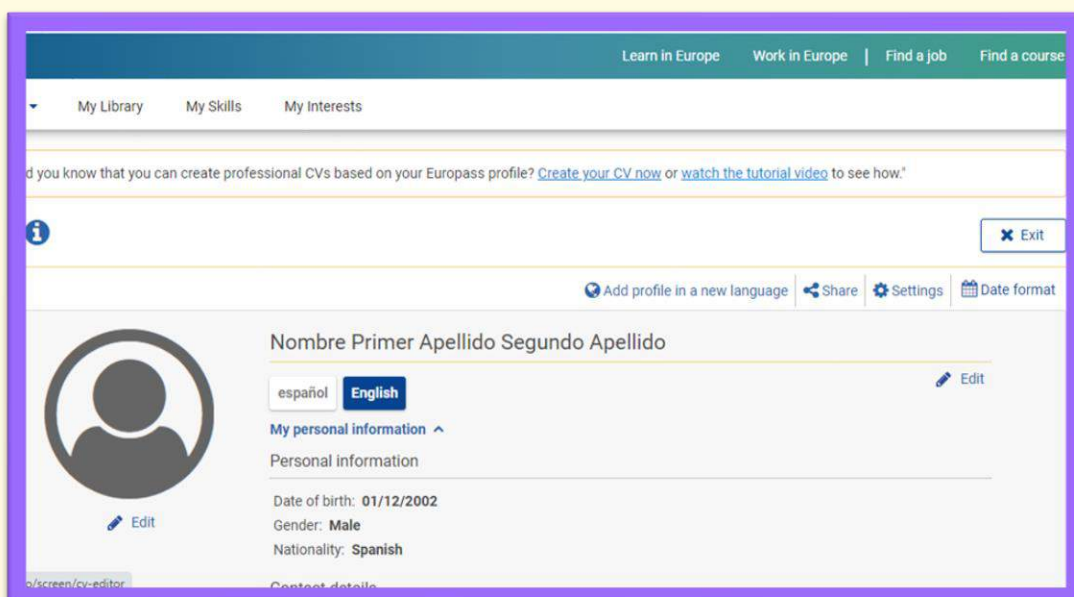 Learn in Europe Work in Europe | Find a job Find a course
My Library My Skills My Interests
d you know that you can create professional CVs based on your Europass profile? Create your CV now or watch the tutorial video to see how."
Exit
Add profile in a new language Share Settings Date format
Nombre Primer Apellido Segundo Apellido
Edit
español English
My personal information
Personal information
Date of birth: 01/12/2002
Edit
Gender: Male
Nationality: Spanish
o/screen/cv-editor
Contact details